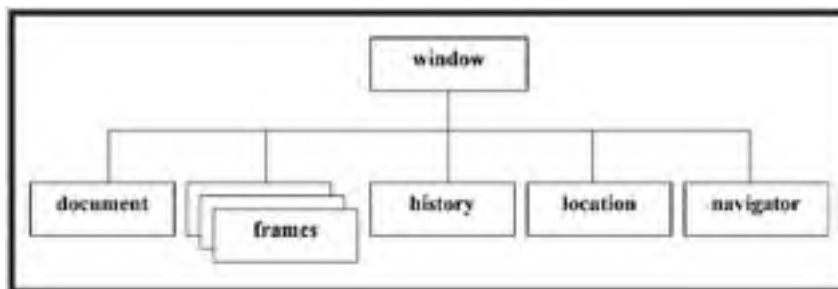 window
document
frames
history
location
navigator